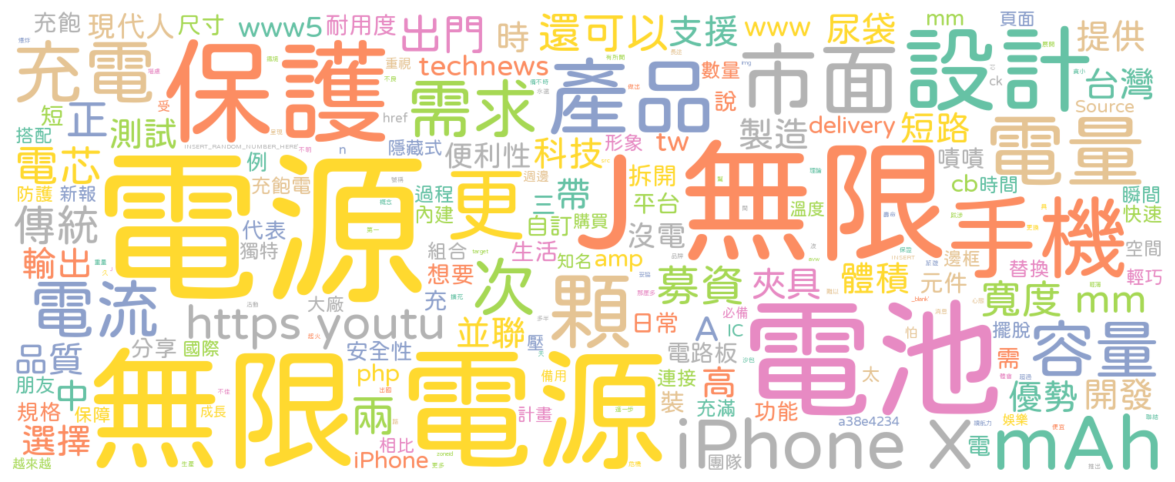 充飽 現代人 尺寸 www5 耐用度 出門 時 還可以 支援 www 尿袋 mm 頁面 提供
充電 保護 technews 重視 需求 產品 市面 數量 說 設計 ck 台灣
短 正 測試 href 形象 tw 製造 delivery 短路 Source
搭配 INSERT_RANDOM_NUMBER_HERE n 隱藏式 便利性 科技 電量
電芯 例 充飽電 過程 週邊 拆開 噴噴
防護 新報 電源 更 內建 三 帶 平台 J 無限 溫度 cb 時間 手機 瞬間 快速
傳統 代表 獨特 自訂 購買 沒電 空間
輸出 組合 生活 知名 amp 體積 邊框 元件 替換 輕巧
電流 大廠 充 想要 次 顆 募資 夾具 寬度 mm
https youtu 並聯 日常 A 必備 IC 怕 擺脫 容量
品質 分享 國際 安全性 壓 電路板 電池 需
朋友 中 無限 電源 php 備用 連接 高 太 優勢 開發
規格 保障 成長 兩 計畫 裝 充滿 功能 a38e4234 娛樂
選擇 相比 iPhone 更多 團隊 iPhone X 電 mAh
越來越